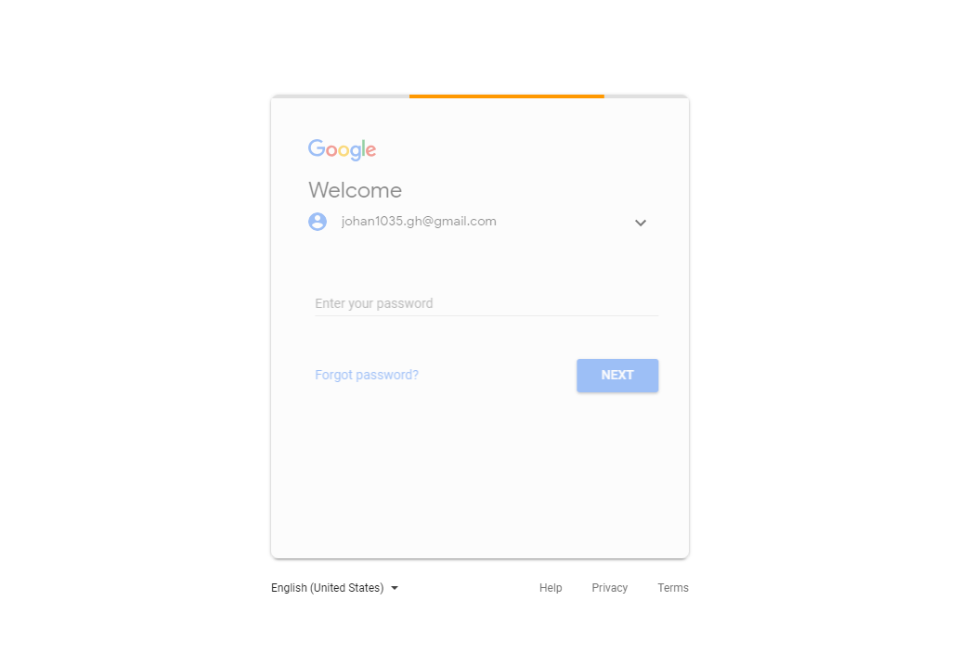 Google
Welcome
johan1035.gh@gmail.com
Enter your password
Forgot password?
NEXT
English (United States)
Help
Privacy
Terms